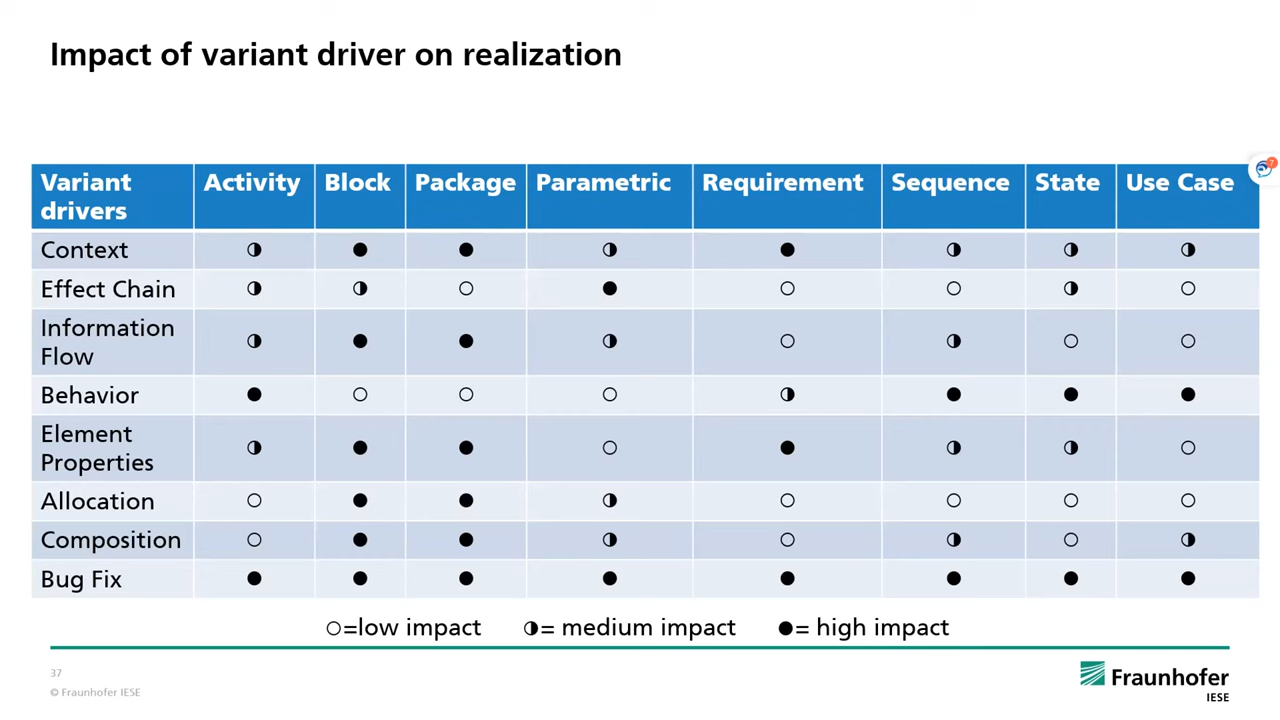 Impact of variant driver on realization
Variant drivers Activity Block Package Parametric Requirement Sequence State Use Case
Context ◑ ● ● ◑ ● ◑ ◑ ◑
Effect Chain ◑ ◑ ○ ● ○ ○ ◑ ○
Information Flow ◑ ● ● ◑ ○ ◑ ○ ○
Behavior ● ○ ○ ○ ◑ ● ● ●
Element Properties ◑ ● ● ○ ● ◑ ◑ ○
Allocation ○ ● ● ◑ ○ ○ ○ ○
Composition ○ ● ● ◑ ○ ◑ ○ ◑
Bug Fix ● ● ● ● ● ● ● ●
○=low impact ◑= medium impact ●= high impact
37
© Fraunhofer IESE
Fraunhofer
IESE
7